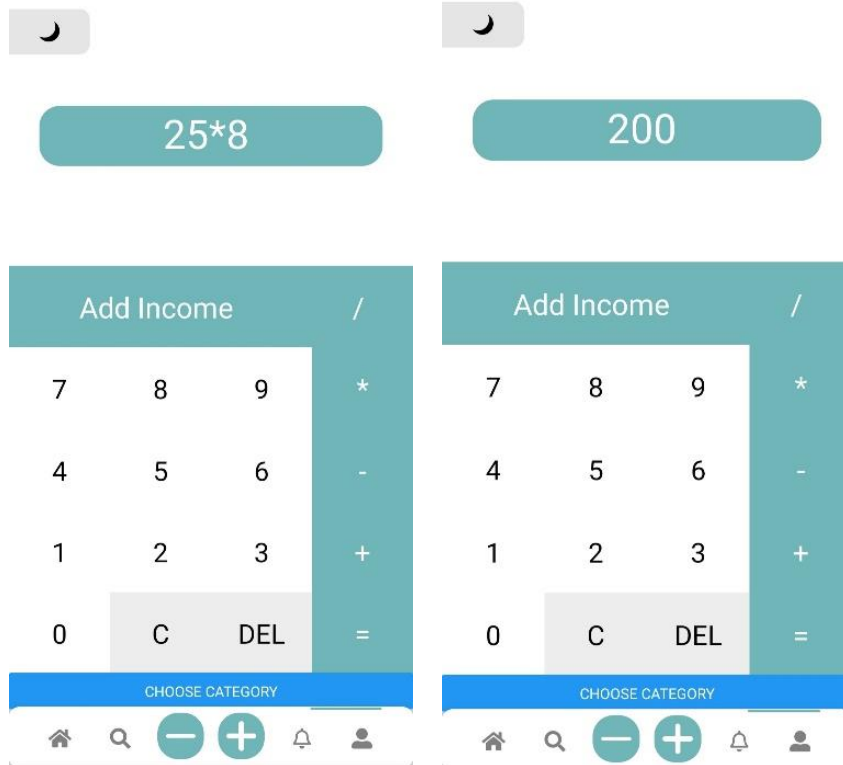 25*8
Add Income /
7 8 9 *
4 5 6 -
1 2 3 +
0 C DEL =
CHOOSE CATEGORY
200
Add Income /
7 8 9 *
4 5 6 -
1 2 3 +
0 C DEL =
CHOOSE CATEGORY